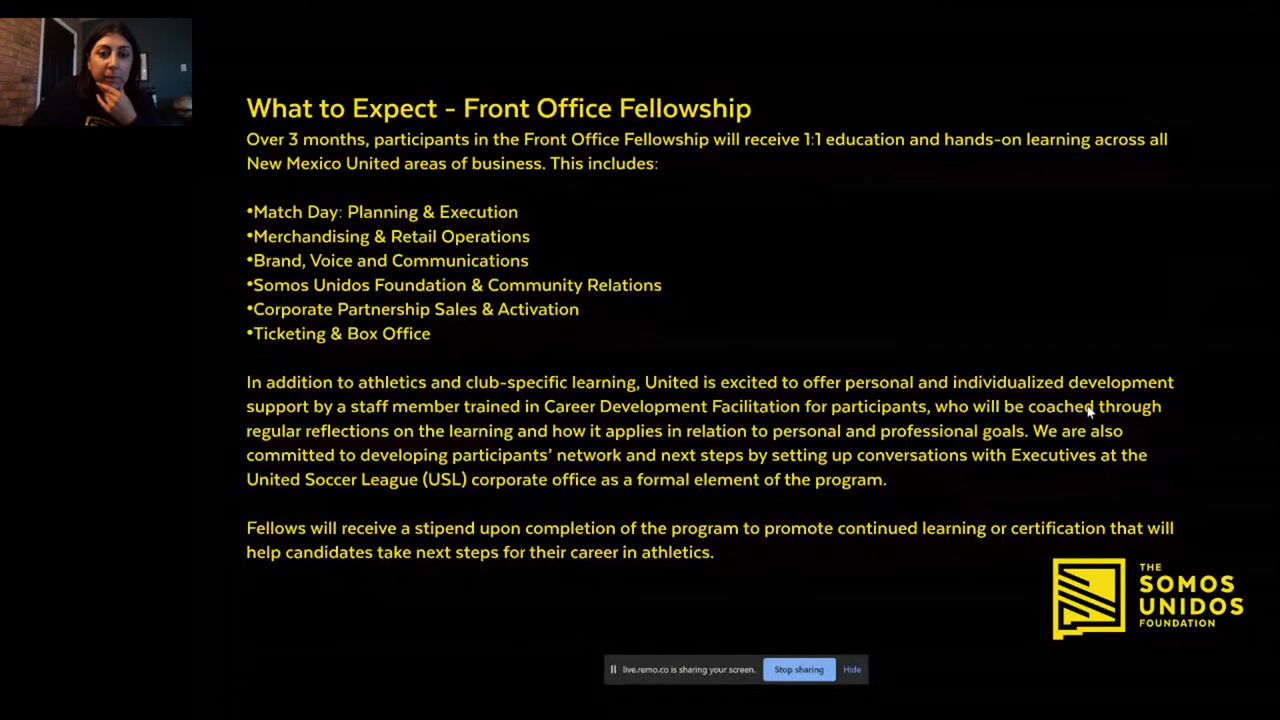 What to Expect - Front Office Fellowship
Over 3 months, participants in the Front Office Fellowship will receive 1:1 education and hands-on learning across all
New Mexico United areas of business. This includes:
•Match Day: Planning & Execution
•Merchandising & Retail Operations
•Brand, Voice and Communications
•Somos Unidos Foundation & Community Relations
•Corporate Partnership Sales & Activation
•Ticketing & Box Office
In addition to athletics and club-specific learning, United is excited to offer personal and individualized development
support by a staff member trained in Career Development Facilitation for participants, who will be coached through
regular reflections on the learning and how it applies in relation to personal and professional goals. We are also
committed to developing participants’ network and next steps by setting up conversations with Executives at the
United Soccer League (USL) corporate office as a formal element of the program.
Fellows will receive a stipend upon completion of the program to promote continued learning or certification that will
help candidates take next steps for their career in athletics.
THE
SOMOS
UNIDOS
FOUNDATION
live.remo.co is sharing your screen. Stop sharing Hide